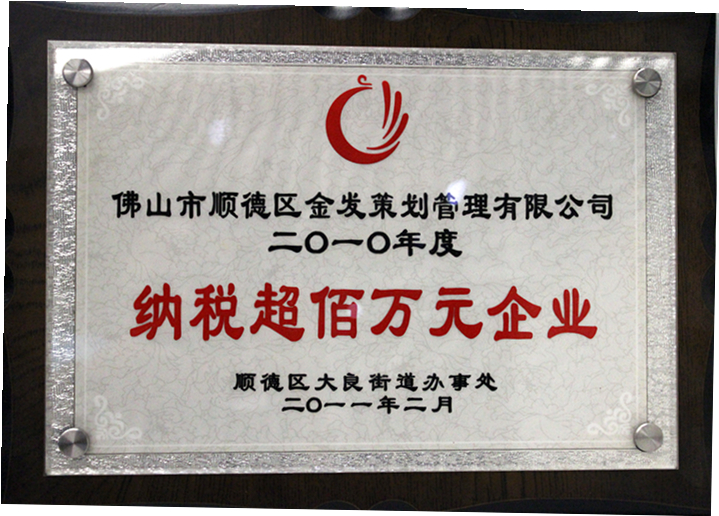 佛山市顺德区金发策划管理有限公司
二〇一〇年度
纳税超佰万元企业
顺德区大良街道办事处
二〇一一年二月